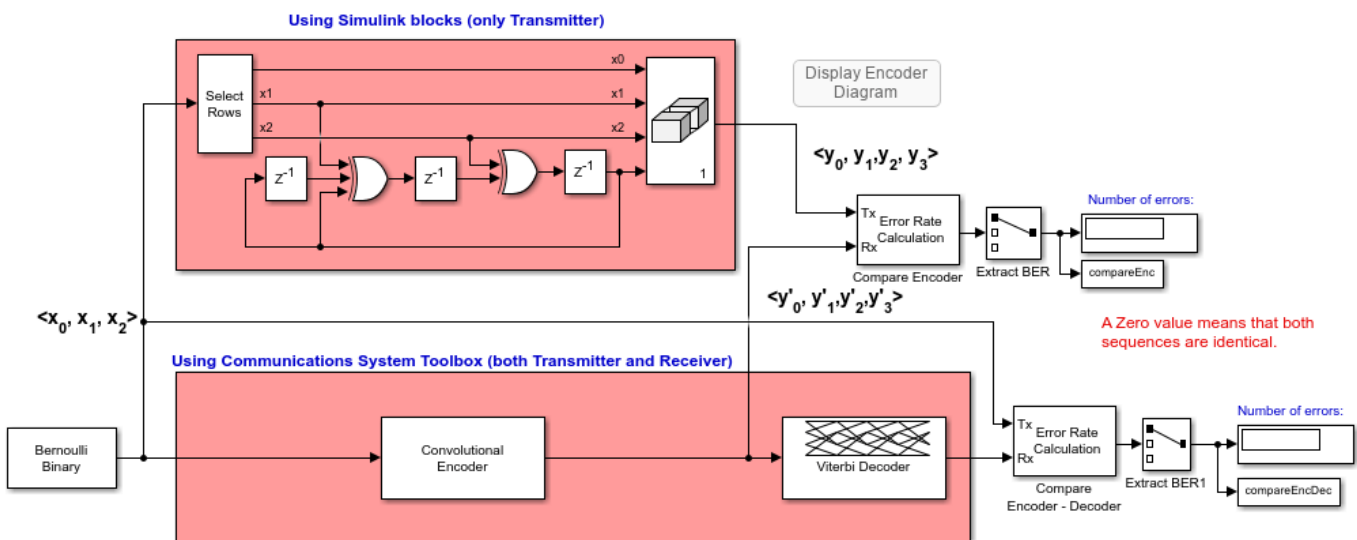 Using Simulink blocks (only Transmitter)
Select
Rows
x0
x1
x2
x1
x2
1
Z-1
Z-1
Z-1
Display Encoder
Diagram
<y0, y1,y2, y3>
Tx
Rx
Error Rate
Calculation
Compare Encoder
Extract BER
Number of errors:
compareEnc
<y'0, y'1,y'2,y'3>
<x0, x1, x2>
A Zero value means that both
sequences are identical.
Using Communications System Toolbox (both Transmitter and Receiver)
Bernoulli
Binary
Convolutional
Encoder
Viterbi Decoder
Tx
Rx
Error Rate
Calculation
Compare
Encoder - Decoder
Extract BER1
Number of errors:
compareEncDec